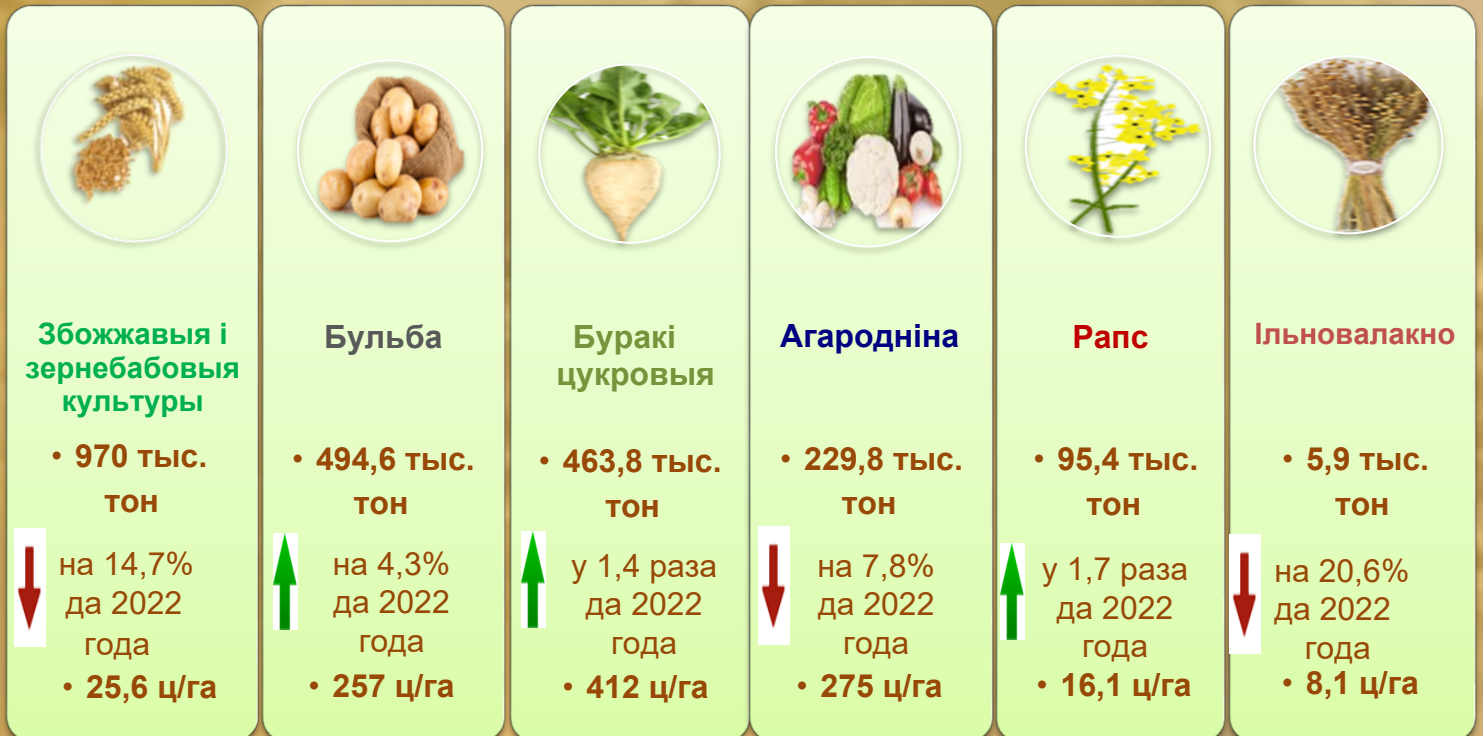 Збожжавыя і
зернебабовыя
культуры
• 970 тыс.
тон
на 14,7%
да 2022
года
• 25,6 ц/га
Бульба
• 494,6 тыс.
тон
на 4,3%
да 2022
года
• 257 ц/га
Буракі
цукровыя
• 463,8 тыс.
тон
у 1,4 раза
да 2022
года
• 412 ц/га
Агародніна
• 229,8 тыс.
тон
на 7,8%
да 2022
года
• 275 ц/га
Рапс
• 95,4 тыс.
тон
у 1,7 раза
да 2022
года
• 16,1 ц/га
Ільновалакно
• 5,9 тыс.
тон
на 20,6%
да 2022
года
• 8,1 ц/га